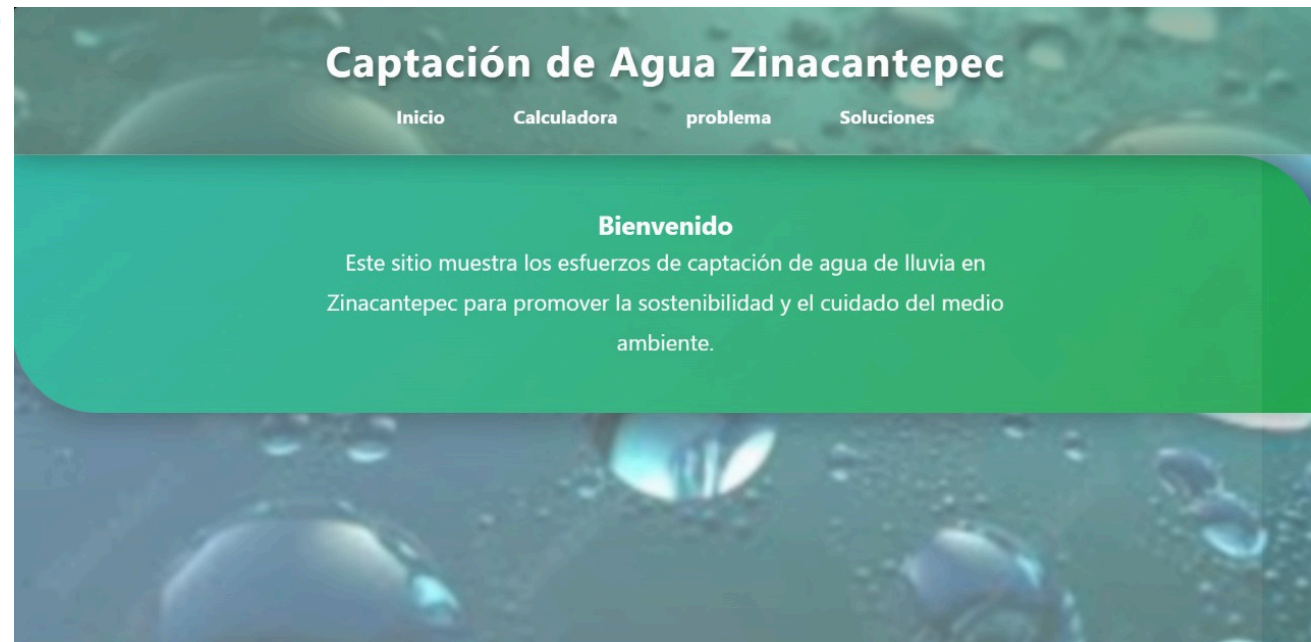 Captación de Agua Zinacantepec
Inicio Calculadora problema Soluciones
Bienvenido
Este sitio muestra los esfuerzos de captación de agua de lluvia en
Zinacantepec para promover la sostenibilidad y el cuidado del medio
ambiente.